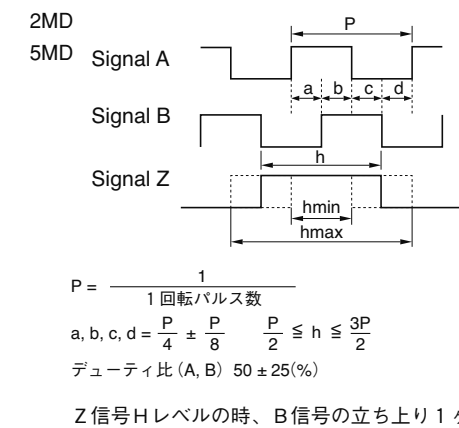 2MD
5MD
Signal A
P
a b c d
Signal B
h
Signal Z
hmin
hmax
P = 1 / 1回転パルス数
a, b, c, d = P/4 ± P/8 P/2 ≦ h ≦ 3P/2
デューティ比 (A, B) 50 ± 25(%)
Z信号Hレベルの時、B信号の立ち上り1